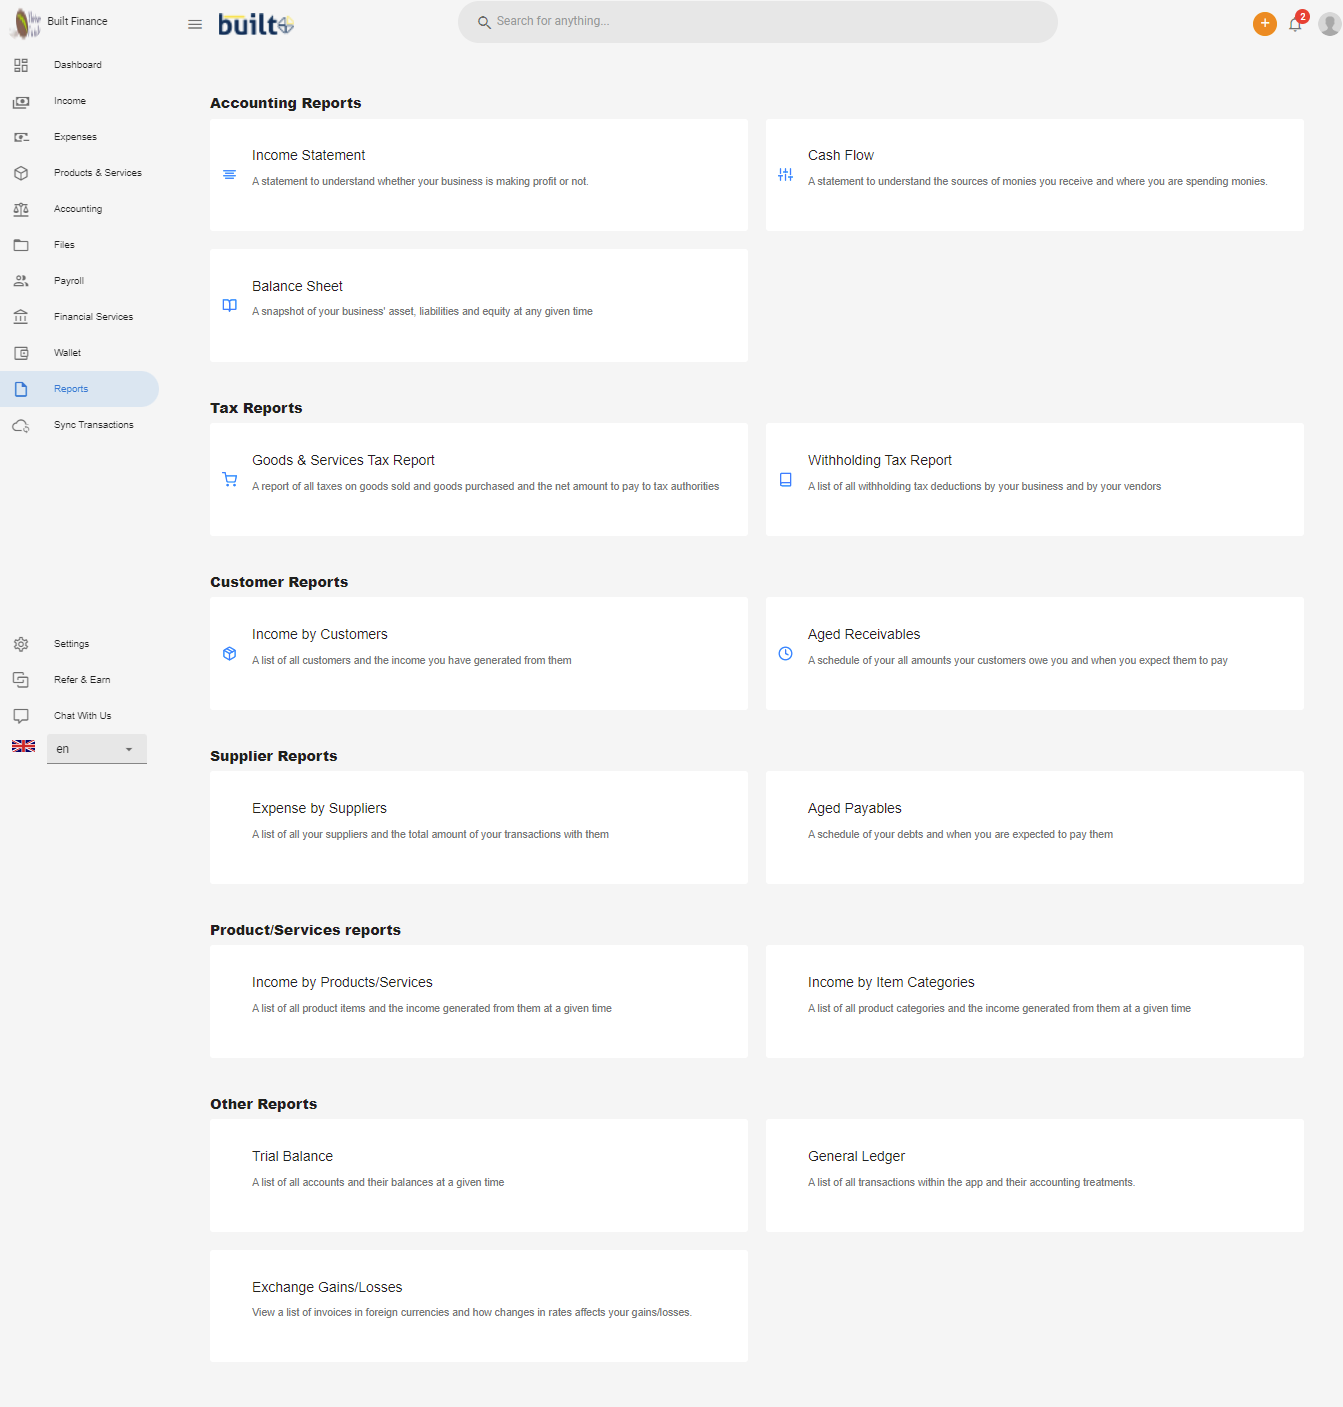 Built Finance
built
Search for anything...
+
2
Dashboard
Income
Expenses
Products & Services
Accounting
Files
Payroll
Financial Services
Wallet
Reports
Sync Transactions
Settings
Refer & Earn
Chat With Us
en
Accounting Reports
Income Statement
A statement to understand whether your business is making profit or not.
Cash Flow
A statement to understand the sources of monies you receive and where you are spending monies.
Balance Sheet
A snapshot of your business' asset, liabilities and equity at any given time
Tax Reports
Goods & Services Tax Report
A report of all taxes on goods sold and goods purchased and the net amount to pay to tax authorities
Withholding Tax Report
A list of all withholding tax deductions by your business and by your vendors
Customer Reports
Income by Customers
A list of all customers and the income you have generated from them
Aged Receivables
A schedule of your all amounts your customers owe you and when you expect them to pay
Supplier Reports
Expense by Suppliers
A list of all your suppliers and the total amount of your transactions with them
Aged Payables
A schedule of your debts and when you are expected to pay them
Product/Services reports
Income by Products/Services
A list of all product items and the income generated from them at a given time
Income by Item Categories
A list of all product categories and the income generated from them at a given time
Other Reports
Trial Balance
A list of all accounts and their balances at a given time
General Ledger
A list of all transactions within the app and their accounting treatments.
Exchange Gains/Losses
View a list of invoices in foreign currencies and how changes in rates affects your gains/losses.